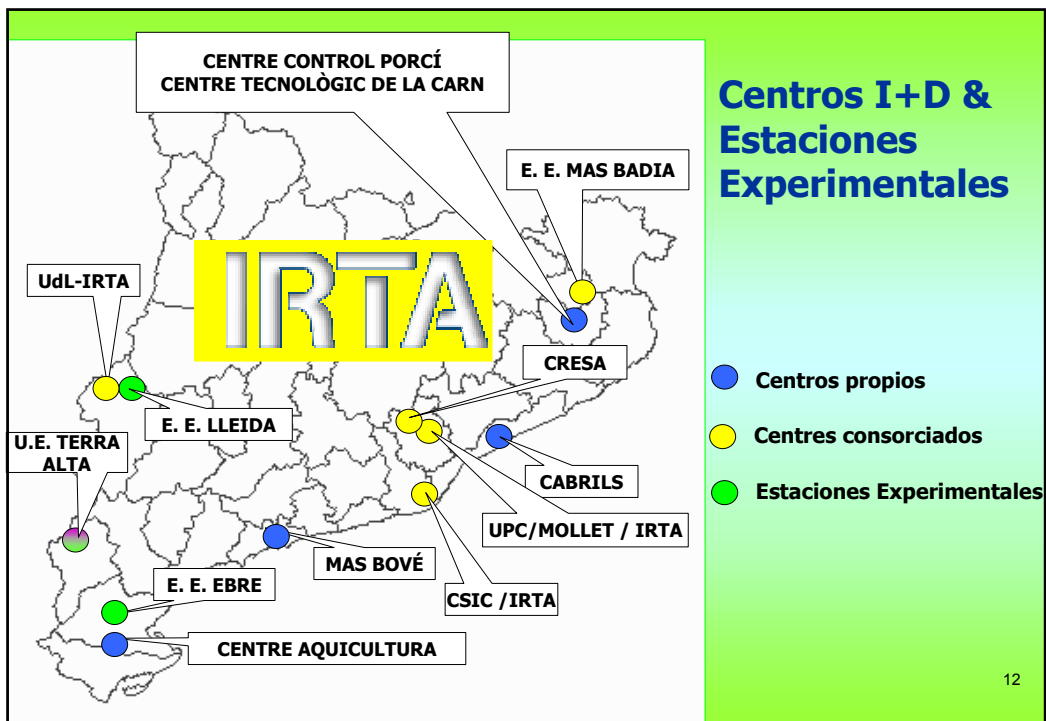 CENTRE CONTROL PORCÍ
CENTRE TECNOLÒGIC DE LA CARN
Centros I+D &
Estaciones
Experimentales
E. E. MAS BADIA
IRTA
UdL-IRTA
CRESA
Centros propios
E. E. LLEIDA
Centres consorciados
U.E. TERRA
ALTA
CABRILS
Estaciones Experimentales
UPC/MOLLET / IRTA
MAS BOVÉ
E. E. EBRE
CSIC /IRTA
CENTRE AQUICULTURA
12